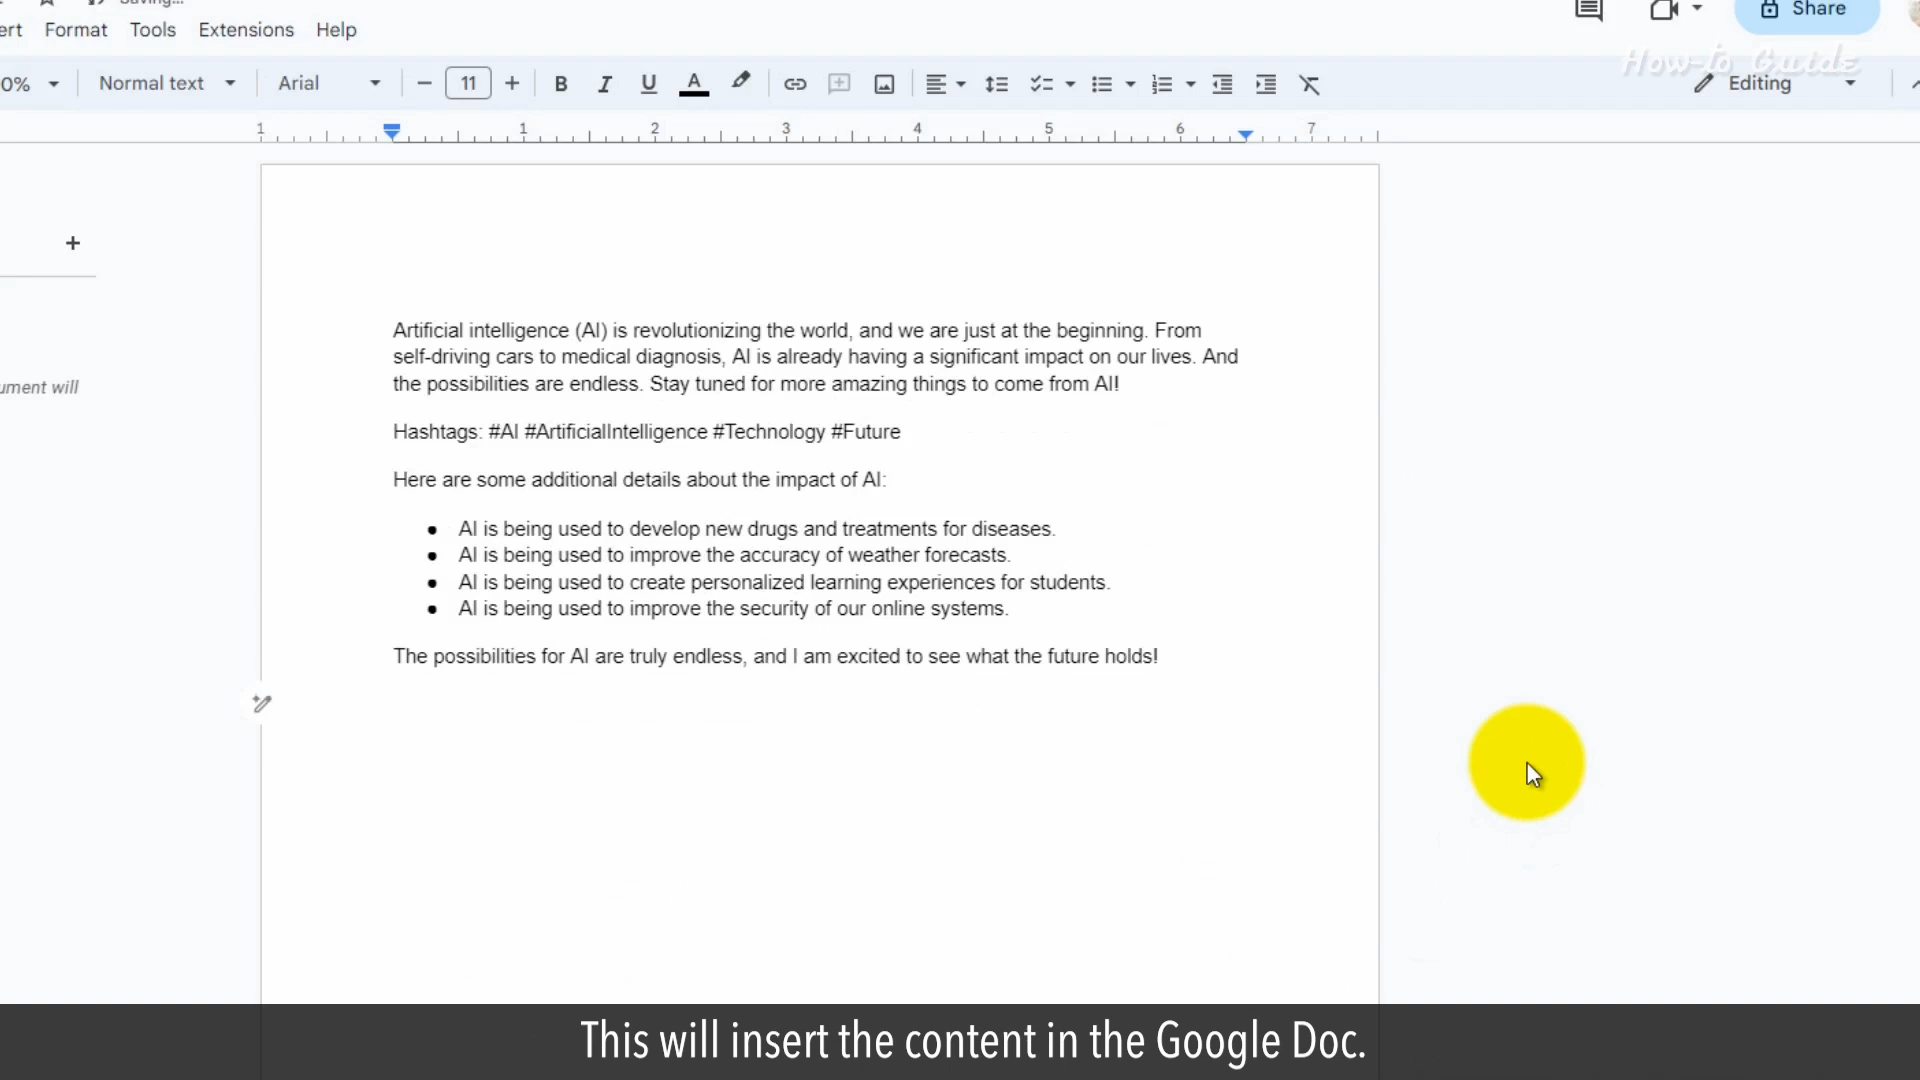 Saving...
ert Format Tools Extensions Help
Share
How-to Guide
0% Normal text Arial 11 Editing
1 1 2 3 4 5 6 7
Artificial intelligence (AI) is revolutionizing the world, and we are just at the beginning. From
self-driving cars to medical diagnosis, AI is already having a significant impact on our lives. And
the possibilities are endless. Stay tuned for more amazing things to come from AI!
ument will
Hashtags: #AI #ArtificialIntelligence #Technology #Future
Here are some additional details about the impact of AI:
● AI is being used to develop new drugs and treatments for diseases.
● AI is being used to improve the accuracy of weather forecasts.
● AI is being used to create personalized learning experiences for students.
● AI is being used to improve the security of our online systems.
The possibilities for AI are truly endless, and I am excited to see what the future holds!
This will insert the content in the Google Doc.